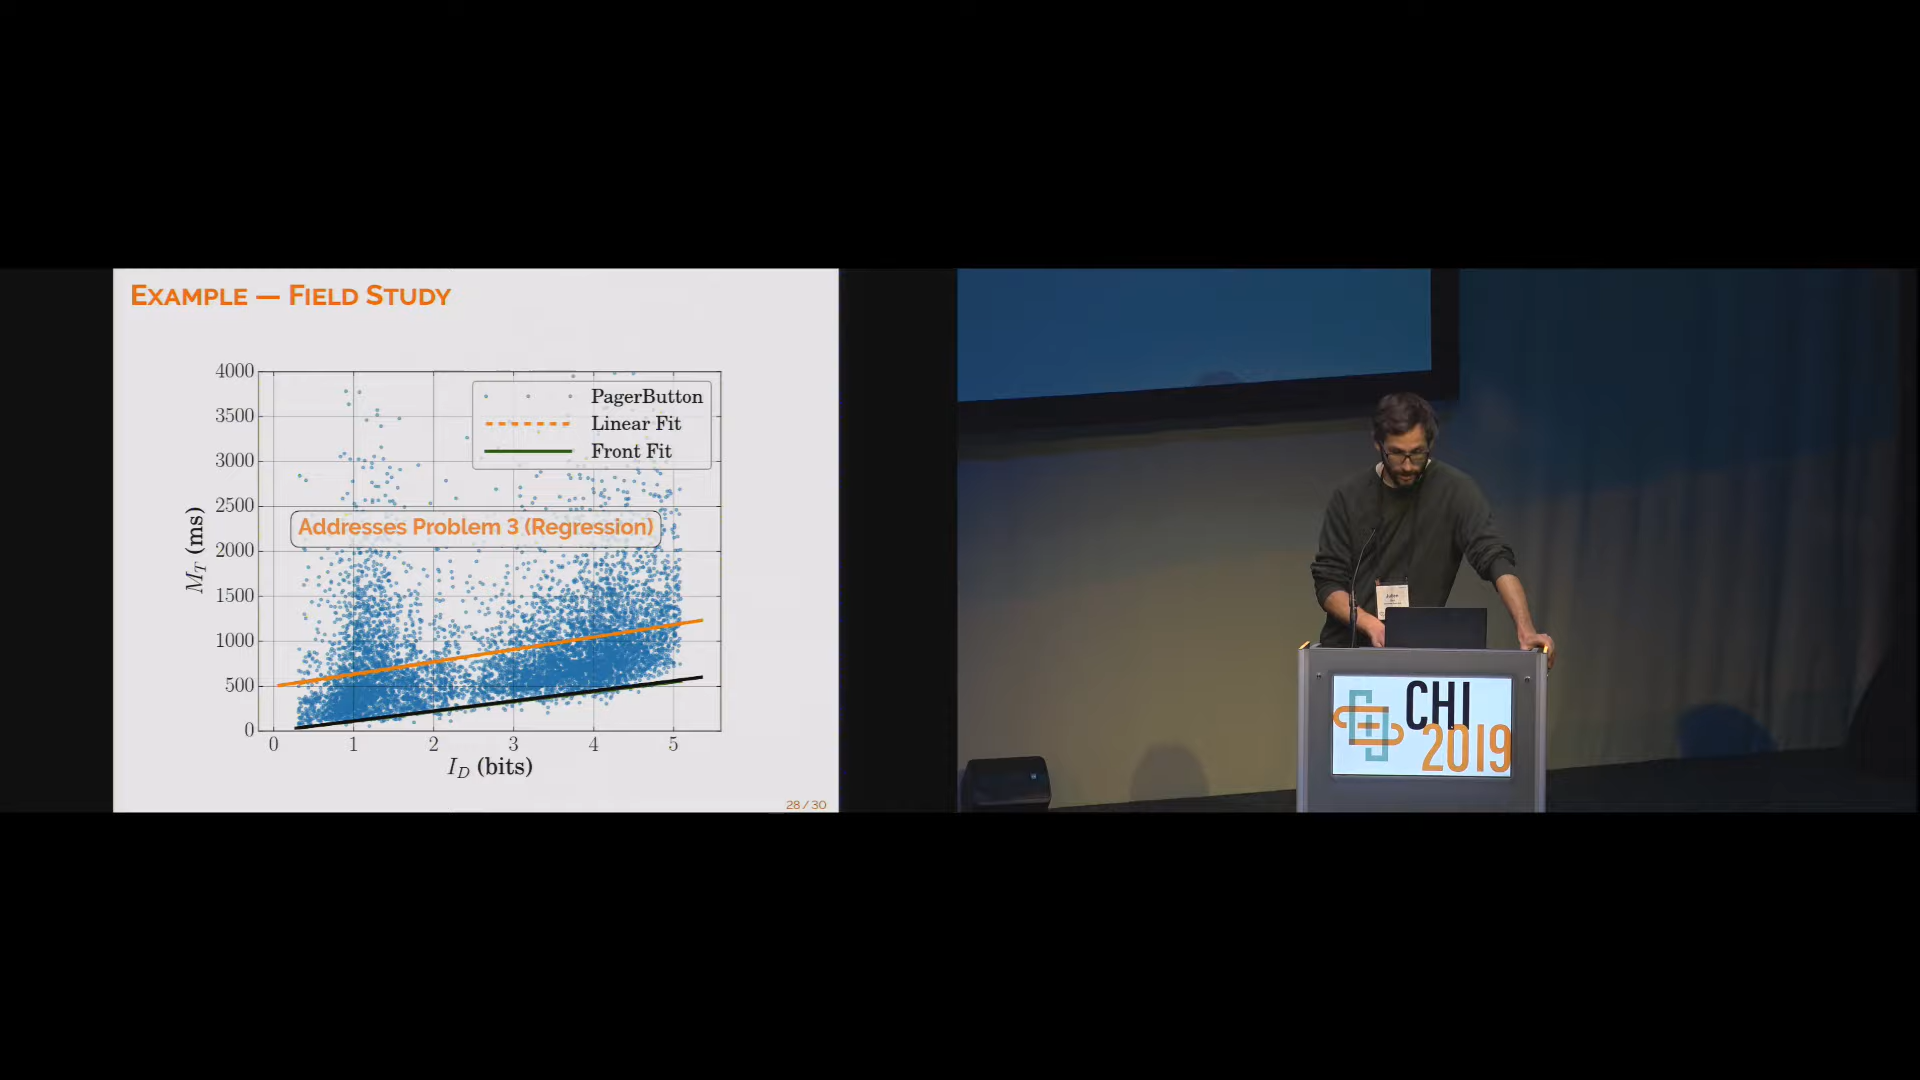 EXAMPLE — FIELD STUDY
4000
3500
3000
2500
2000
1500
1000
500
0
M_T (ms)
PagerButton
Linear Fit
Front Fit
Addresses Problem 3 (Regression)
0 1 2 3 4 5
I_D (bits)
28 / 30
CHI
2019